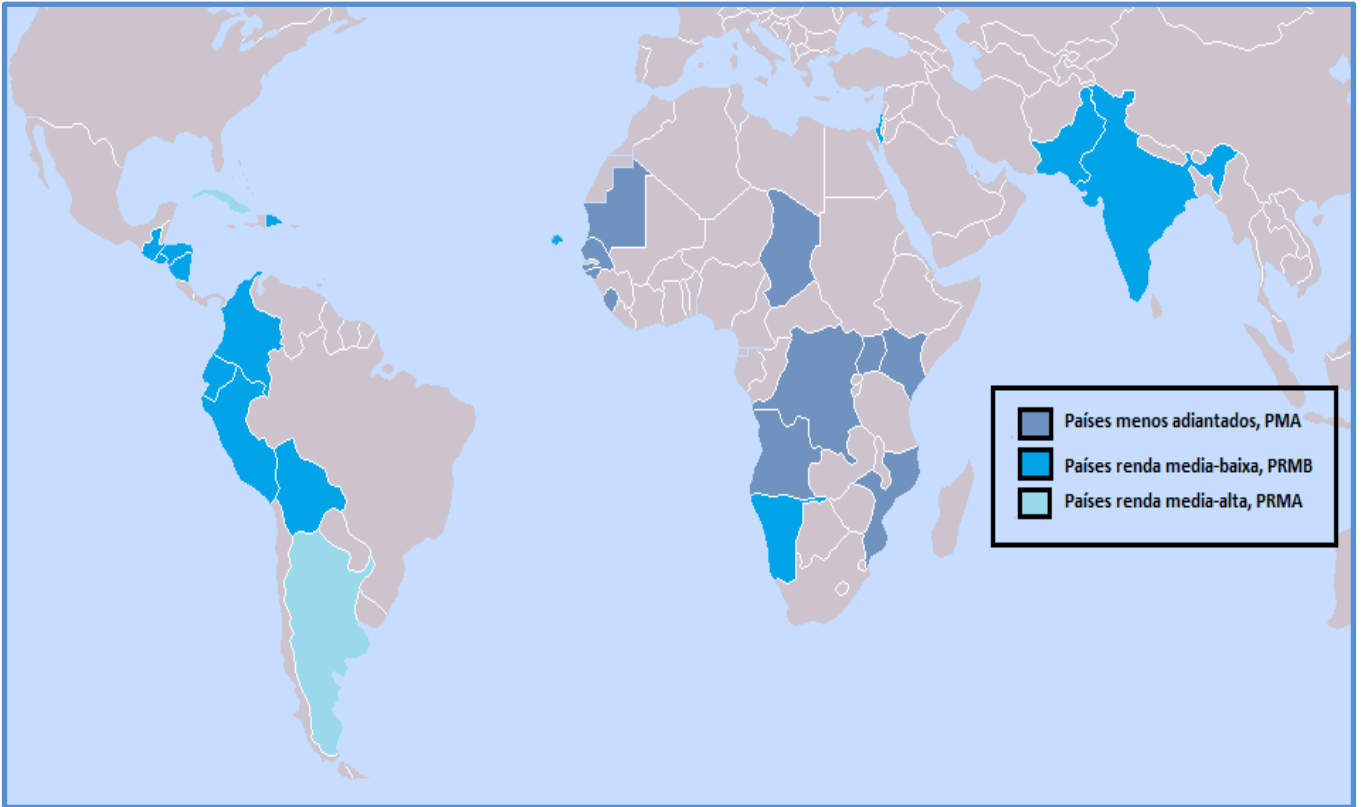 Países menos adiantados, PMA
Países renda media-baixa, PRMB
Países renda media-alta, PRMA